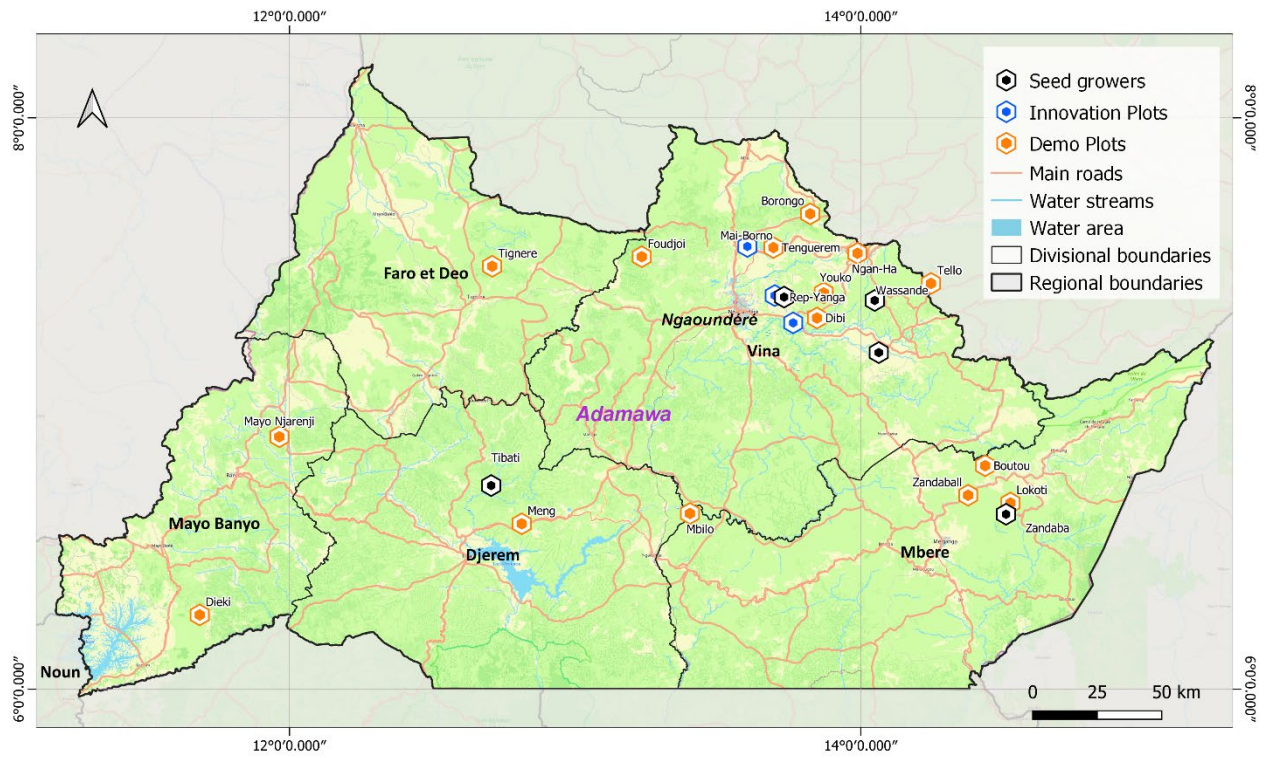 12°0'0.000"
14°0'0.000"
8°0'0.000"
8°0'0.000"
Seed growers
Innovation Plots
Demo Plots
Main roads
Water streams
Water area
Divisional boundaries
Regional boundaries
Borongo
Mai-Borno
Tenguerem
Foudjoi
Ngan-Ha
Tello
Tignere
Faro et Deo
Youko
Wassande
Rep-Yanga
Ngaoundéré
Dibi
Vina
Adamawa
Mayo Njarenji
Tibati
Boutou
Zandaball
Lokoti
Meng
Mayo Banyo
Mbilo
Zandaba
Djerem
Mbere
Dieki
Noun
6°0'0.000"
6°0'0.000"
0 25 50 km
12°0'0.000"
14°0'0.000"